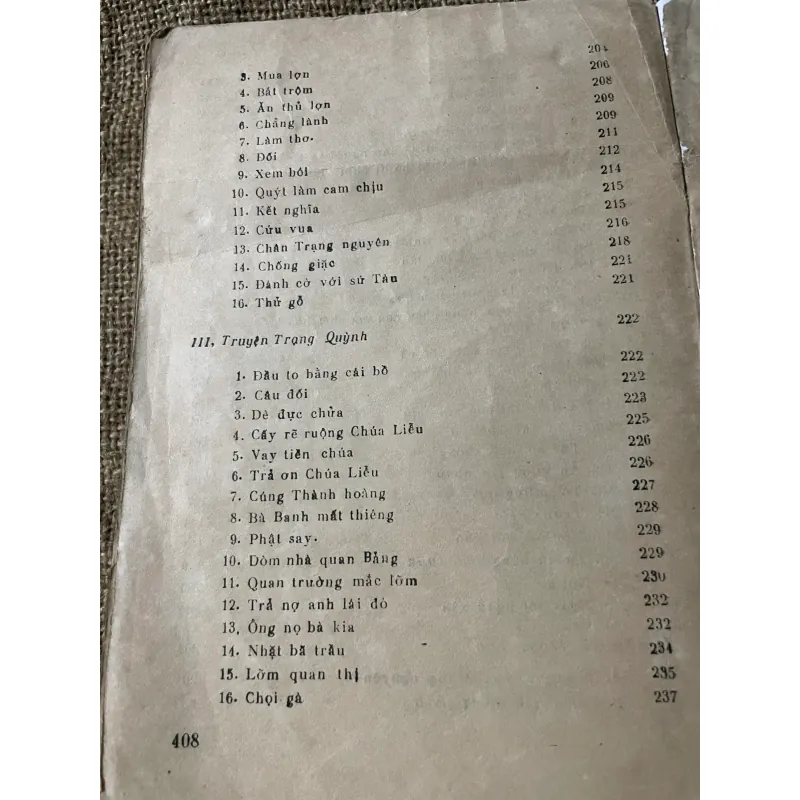 3. Mua lợn 204
4. Bắt trộm 206
5. Ăn thủ lợn 208
6. Chẳng lành 209
7. Làm thơ. 209
8. Đối 211
9. Xem bói 212
10. Quýt làm cam chịu 214
11. Kết nghĩa 215
12. Cứu vua 215
13. Chân Trạng nguyên 216
14. Chống giặc 218
15. Đánh cờ với sứ Tàu 221
16. Thử gỗ 221
III. Truyện Trạng Quỳnh 222
1. Đầu to bằng cái bồ 222
2. Câu đối 222
3. Dê đực chửa 223
4. Cấy rẽ ruộng Chúa Liễu 225
5. Vay tiền chúa 226
6. Trả ơn Chúa Liễu 226
7. Cúng Thành hoàng 227
8. Bà Banh mất thiêng 228
9. Phật say. 229
10. Dòm nhà quan Bảng 229
11. Quan trường mắc lỡm 230
12. Trả nợ anh lái đò 232
13. Ông nọ bà kia 232
14. Nhặt bã trầu 234
15. Lỡm quan thị 235
16. Chọi gà 237
408